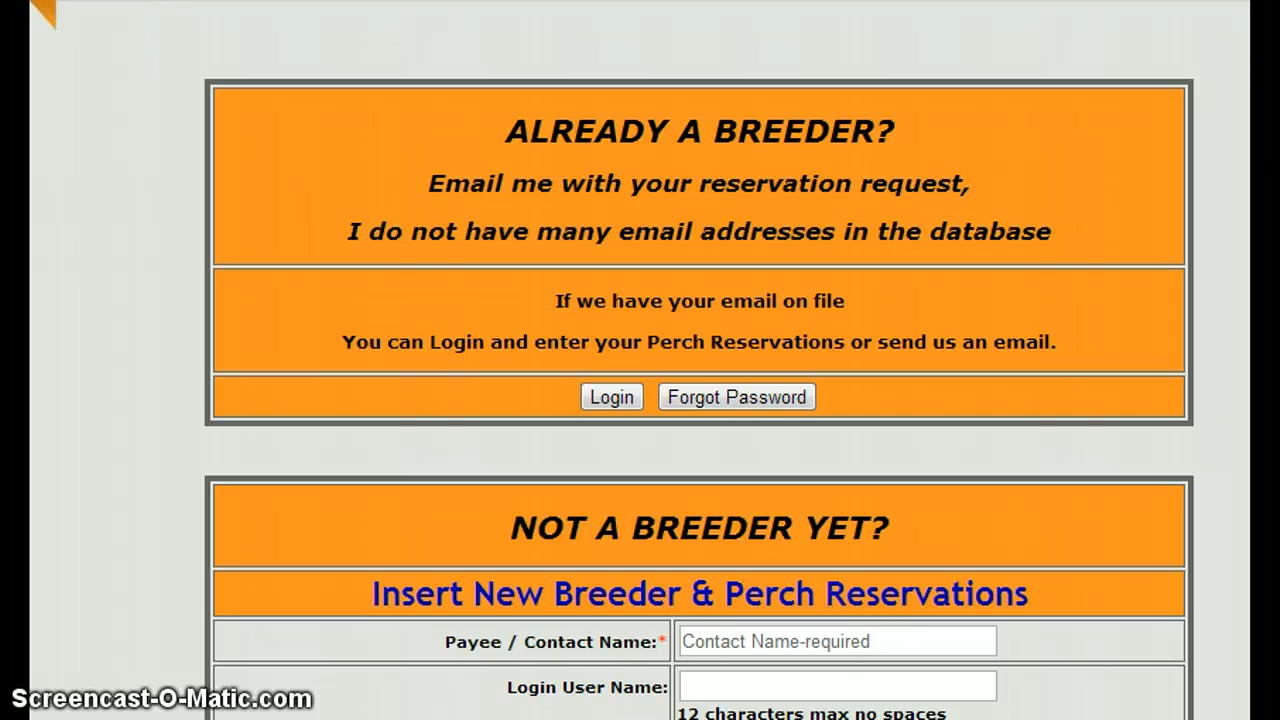 ALREADY A BREEDER?
Email me with your reservation request,
I do not have many email addresses in the database
If we have your email on file
You can Login and enter your Perch Reservations or send us an email.
Login Forgot Password
NOT A BREEDER YET?
Insert New Breeder & Perch Reservations
Payee / Contact Name:* Contact Name-required
Login User Name:
12 characters max no spaces
Screencast-O-Matic.com